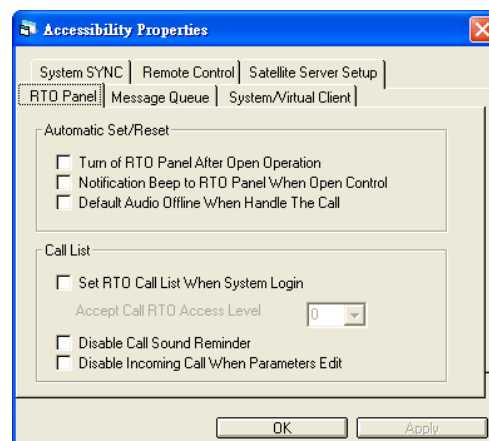 Accessibility Properties
System SYNC Remote Control Satellite Server Setup
RTO Panel Message Queue System/Virtual Client
Automatic Set/Reset
Turn of RTO Panel After Open Operation
Notification Beep to RTO Panel When Open Control
Default Audio Offline When Handle The Call
Call List
Set RTO Call List When System Login
Accept Call RTO Access Level 0
Disable Call Sound Reminder
Disable Incoming Call When Parameters Edit
OK Apply